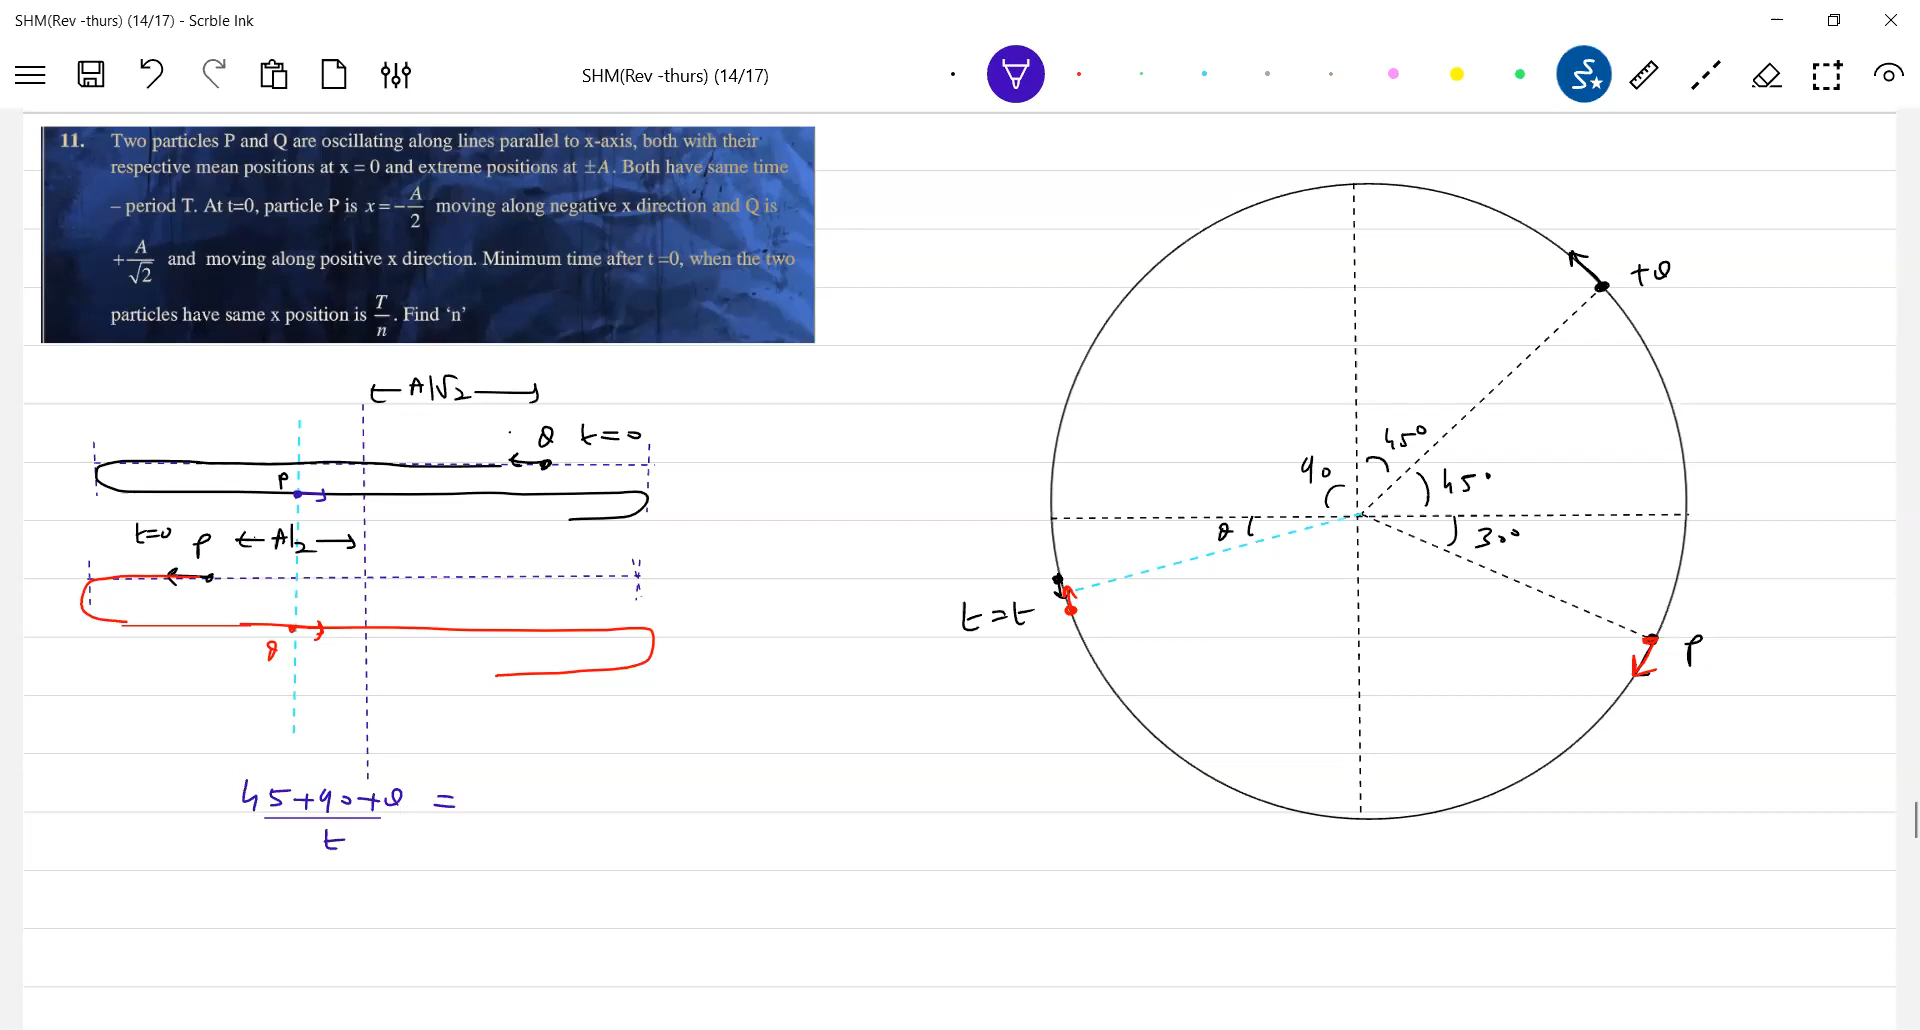 SHM(Rev -thurs) (14/17) - Scrble Ink
SHM(Rev -thurs) (14/17)
11. Two particles P and Q are oscillating along lines parallel to x-axis, both with their
respective mean positions at x = 0 and extreme positions at ±A. Both have same time
– period T. At t=0, particle P is x = -A/2 moving along negative x direction and Q is
+A/√2 and moving along positive x direction. Minimum time after t =0, when the two
particles have same x position is T/n. Find ‘n’
A/√2
Q t=0
P
t=0 P A/2
45+90+θ =
t
45°
90
45°
θ
30°
+θ
t=t
P